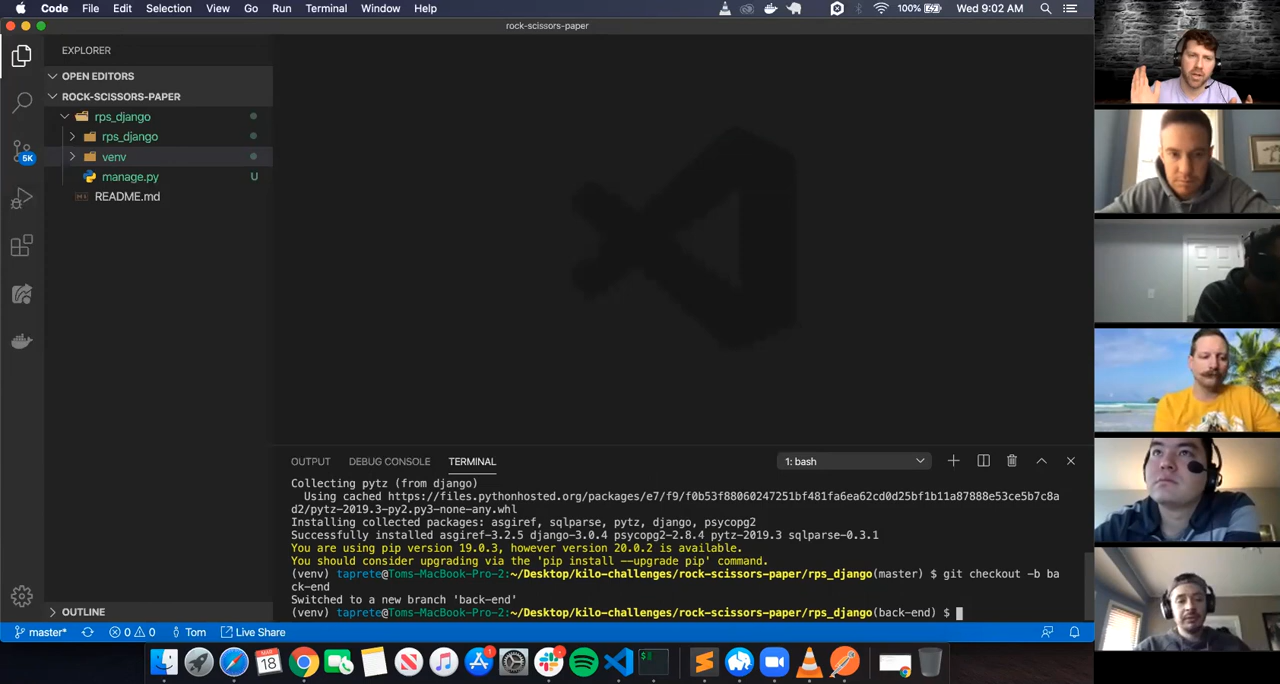 Code File Edit Selection View Go Run Terminal Window Help 100% Wed 9:02 AM
rock-scissors-paper
EXPLORER
OPEN EDITORS
ROCK-SCISSORS-PAPER
rps_django
rps_django
5K
venv
manage.py U
README.md
OUTPUT DEBUG CONSOLE TERMINAL 1: bash
Collecting pytz (from django)
Using cached https://files.pythonhosted.org/packages/e7/f9/f0b53f88060247251bf481fa6ea62cd0d25bf1b11a87888e53ce5b7c8a
d2/pytz-2019.3-py2.py3-none-any.whl
Installing collected packages: asgiref, sqlparse, pytz, django, psycopg2
Successfully installed asgiref-3.2.5 django-3.0.4 psycopg2-2.8.4 pytz-2019.3 sqlparse-0.3.1
You are using pip version 19.0.3, however version 20.0.2 is available.
You should consider upgrading via the 'pip install --upgrade pip' command.
(venv) taprete@Toms-MacBook-Pro-2:~/Desktop/kilo-challenges/rock-scissors-paper/rps_django(master) $ git checkout -b ba
ck-end
Switched to a new branch 'back-end'
(venv) taprete@Toms-MacBook-Pro-2:~/Desktop/kilo-challenges/rock-scissors-paper/rps_django(back-end) $
OUTLINE
master* 0 0 Tom Live Share
MAR
18
1